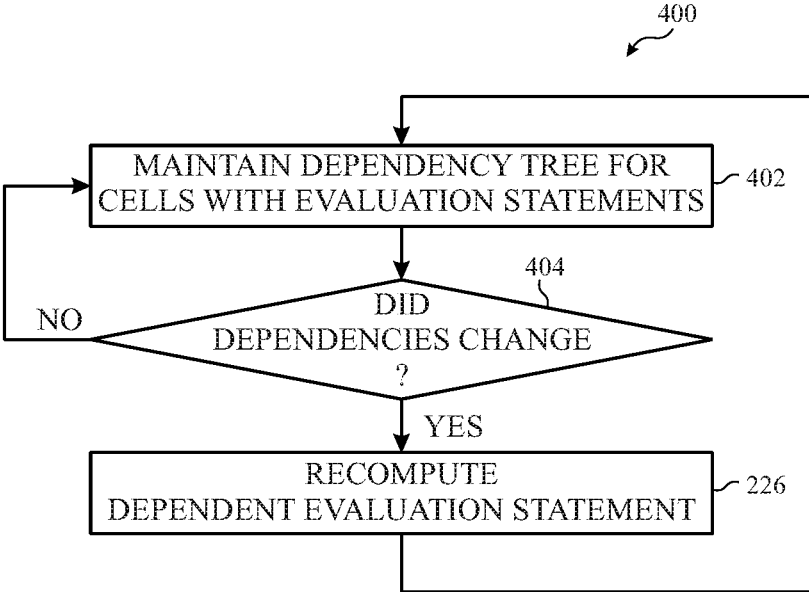 400
MAINTAIN DEPENDENCY TREE FOR
CELLS WITH EVALUATION STATEMENTS
402
404
DID
DEPENDENCIES CHANGE
?
NO
YES
RECOMPUTE
DEPENDENT EVALUATION STATEMENT
226